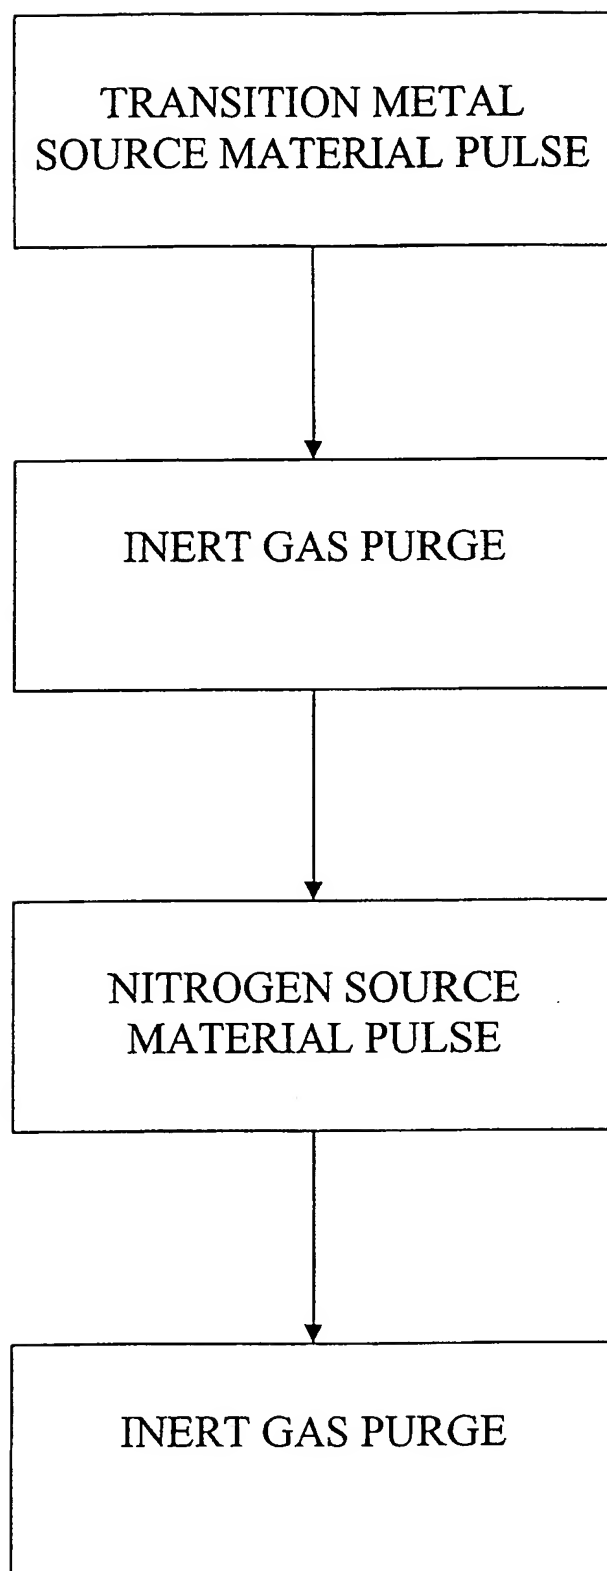 TRANSITION METAL
SOURCE MATERIAL PULSE
INERT GAS PURGE
NITROGEN SOURCE
MATERIAL PULSE
INERT GAS PURGE